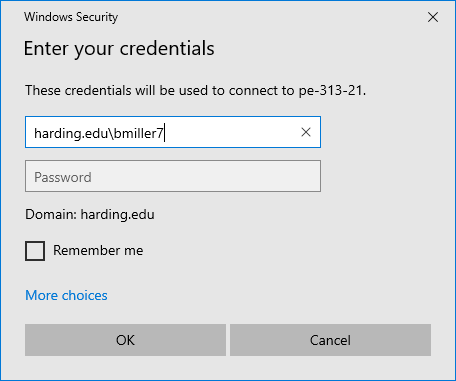 Windows Security
Enter your credentials
These credentials will be used to connect to pe-313-21.
harding.edu\bmiller7
Password
Domain: harding.edu
Remember me
More choices
OK
Cancel